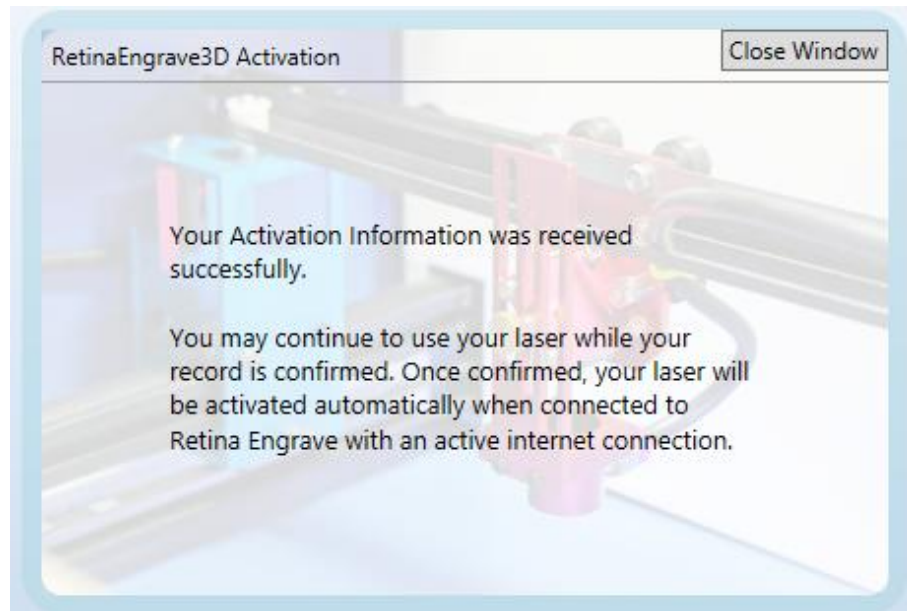 RetinaEngrave3D Activation
Close Window
Your Activation Information was received
successfully.
You may continue to use your laser while your
record is confirmed. Once confirmed, your laser will
be activated automatically when connected to
Retina Engrave with an active internet connection.